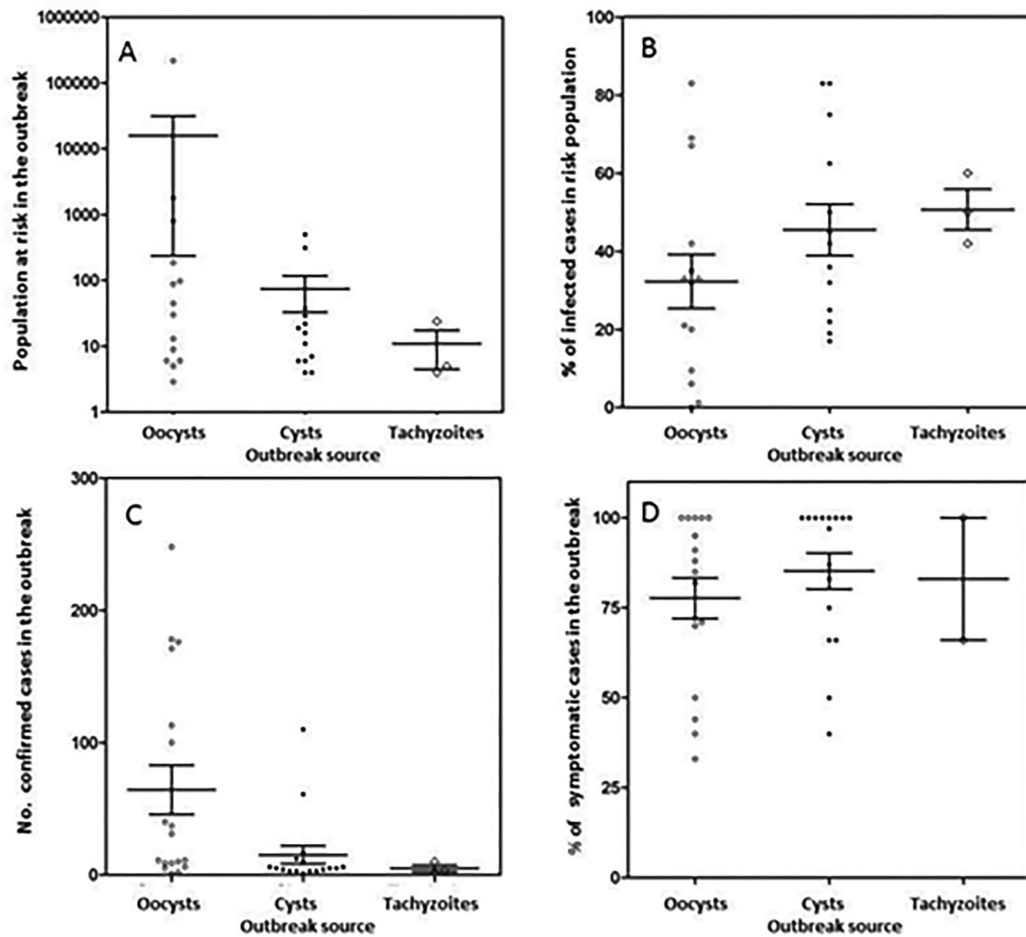 A
Population at risk in the outbreak
1000000
100000
10000
1000
100
10
1
Oocysts Cysts Tachyzoites
Outbreak source
B
% of infected cases in risk population
100
80
60
40
20
0
Oocysts Cysts Tachyzoites
Outbreak source
C
No. confirmed cases in the outbreak
300
200
100
0
Oocysts Cysts Tachyzoites
Outbreak source
D
% of symptomatic cases in the outbreak
100
75
50
25
0
Oocysts Cysts Tachyzoites
Outbreak source